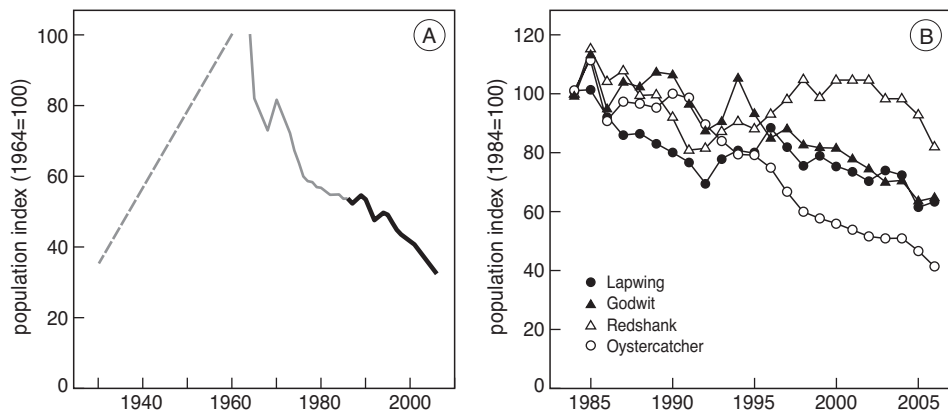 A
population index (1964=100)
100
80
60
40
20
0
1940
1960
1980
2000
B
population index (1984=100)
120
100
80
60
40
20
0
Lapwing
Godwit
Redshank
Oystercatcher
1985
1990
1995
2000
2005